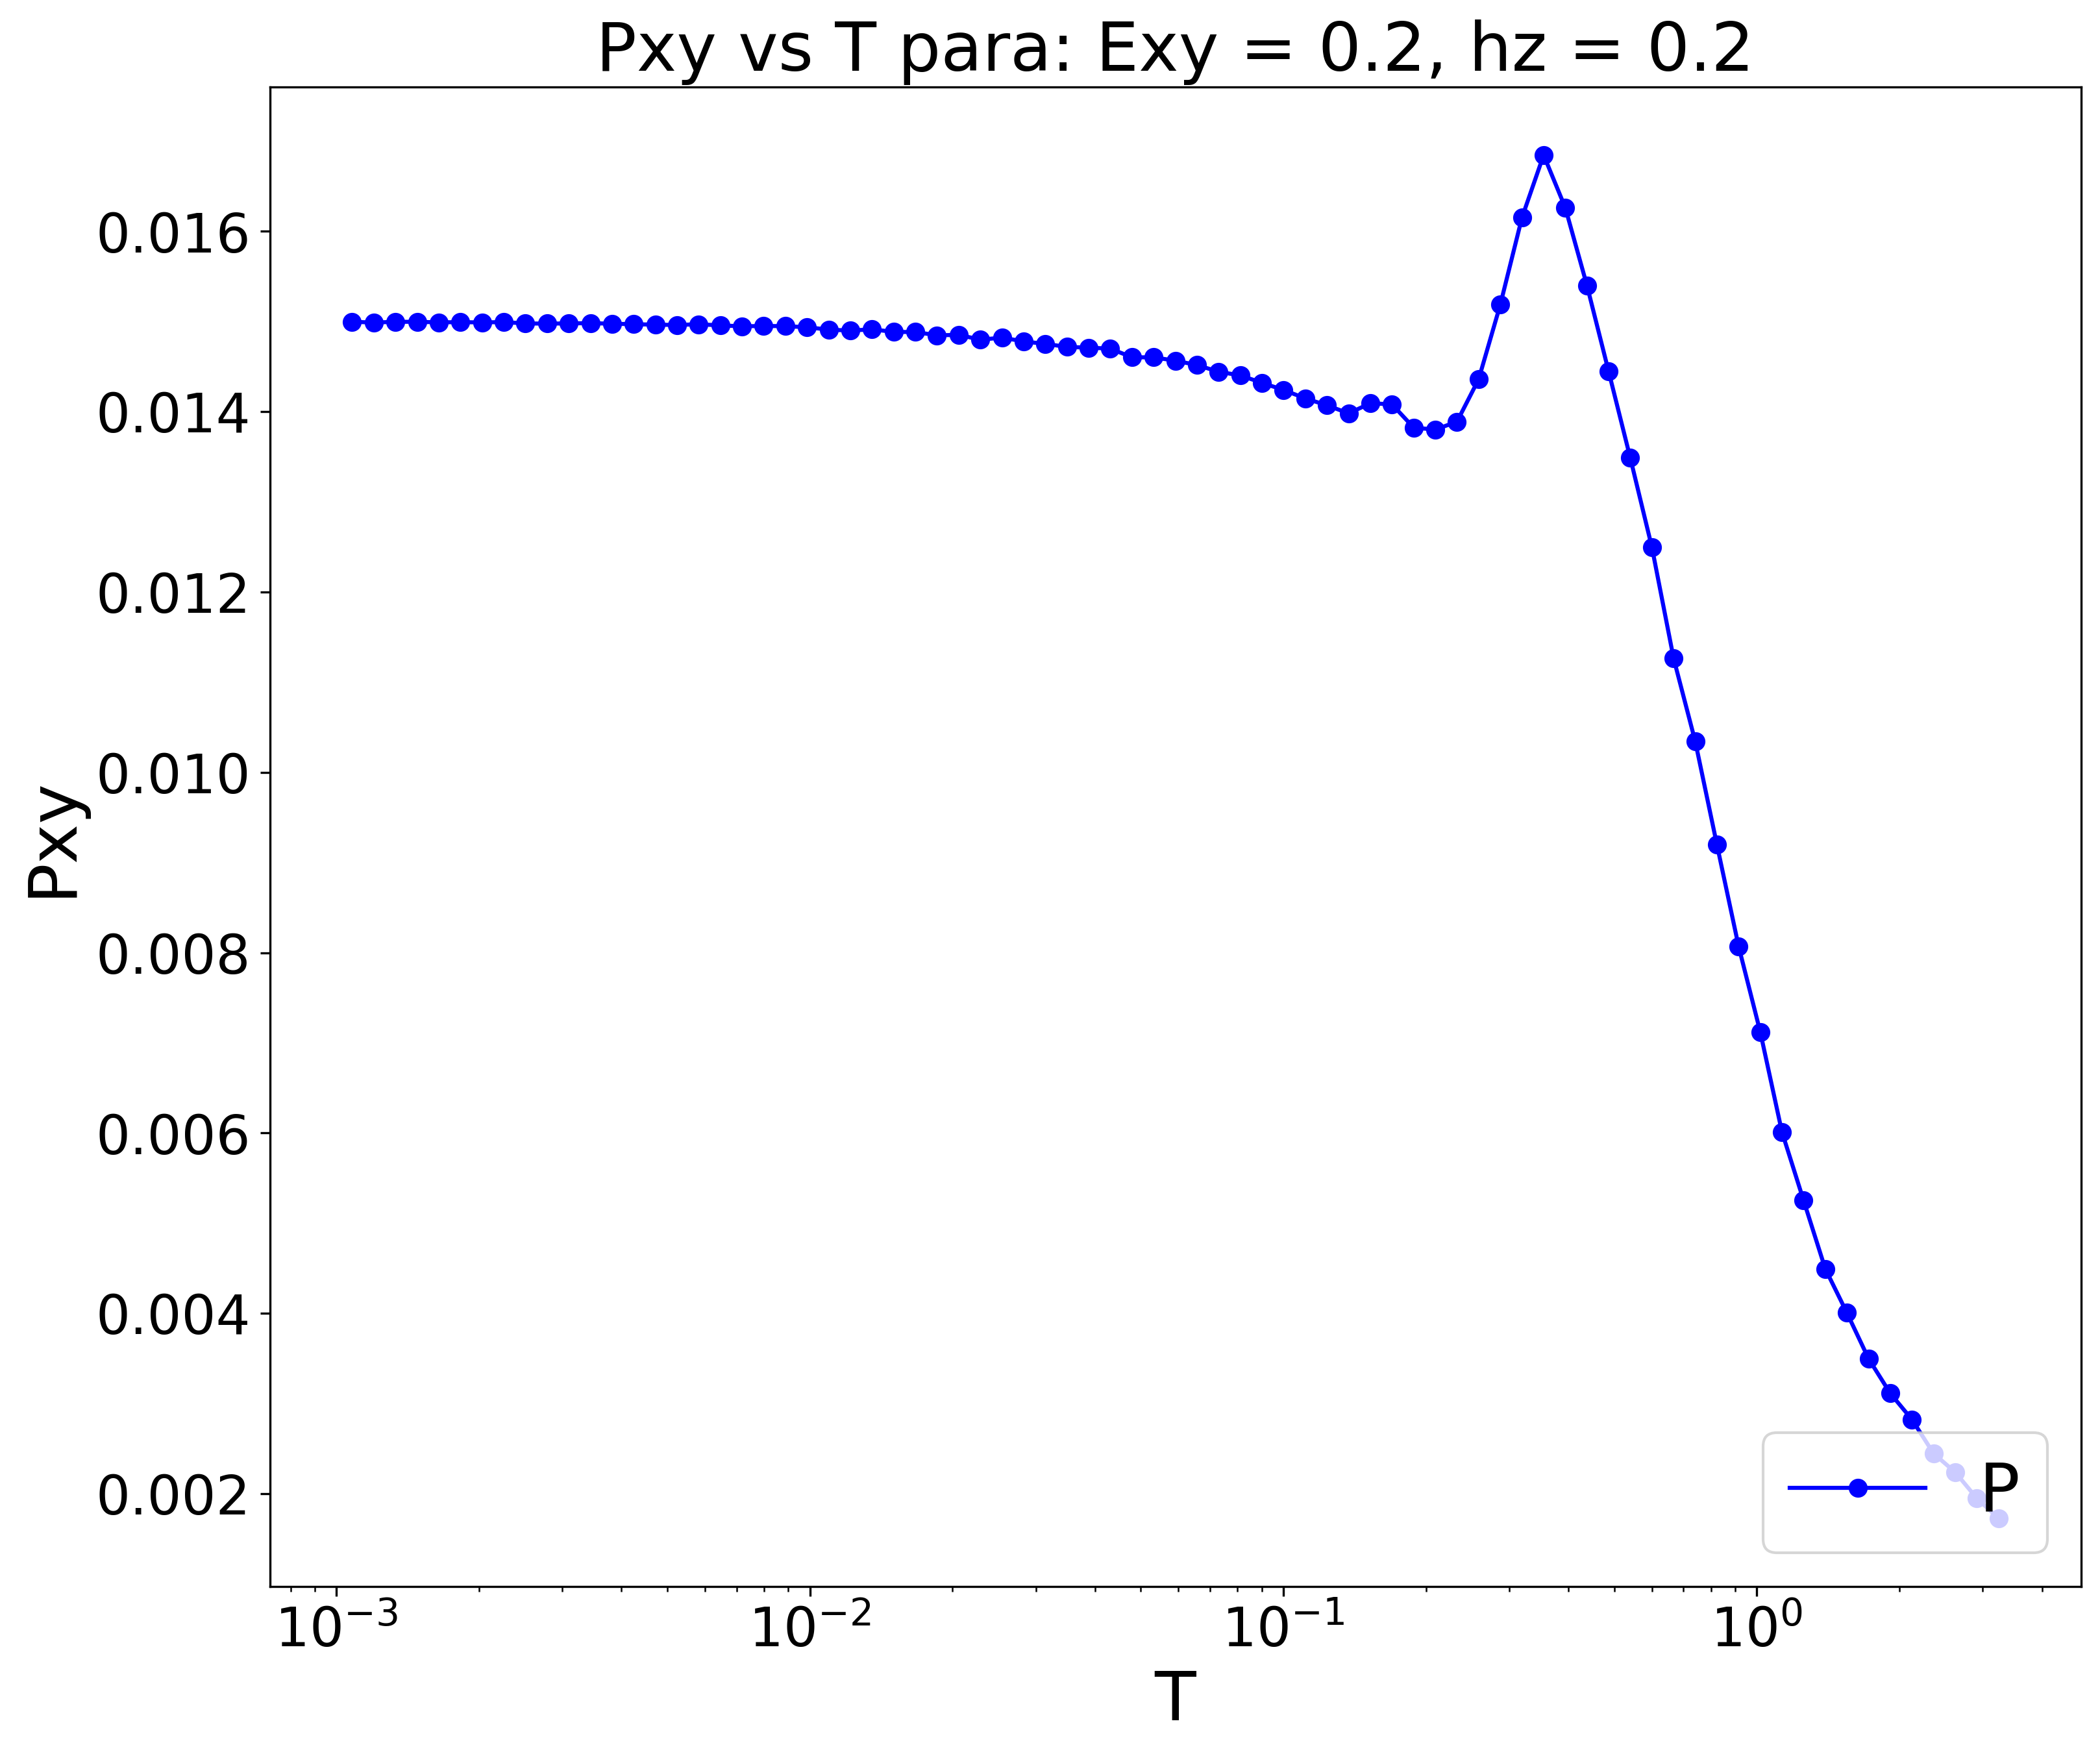 Pxy vs T para: Exy = 0.2, hz = 0.2
Pxy
0.016
0.014
0.012
0.010
0.008
0.006
0.004
0.002
P
10⁻³ 10⁻² 10⁻¹ 10⁰
T